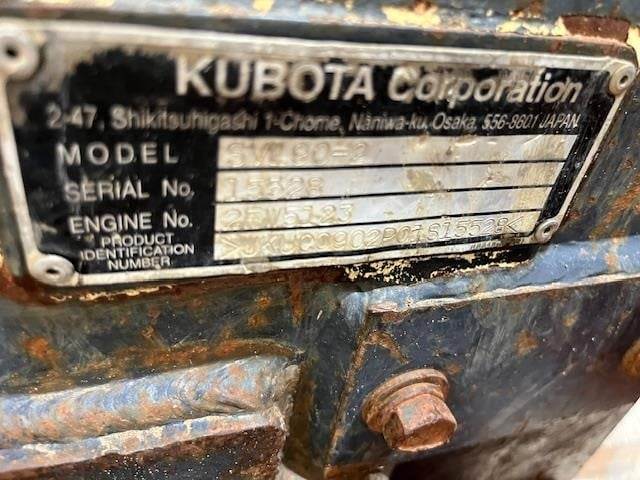 KUBOTA Corporation
2-47, Shikitsuhigashi 1-Chome, Naniwa-ku, Osaka, 556-8601 JAPAN
MODEL SVL90-2
SERIAL No. 15528
ENGINE No.
PRODUCT
IDENTIFICATION
NUMBER